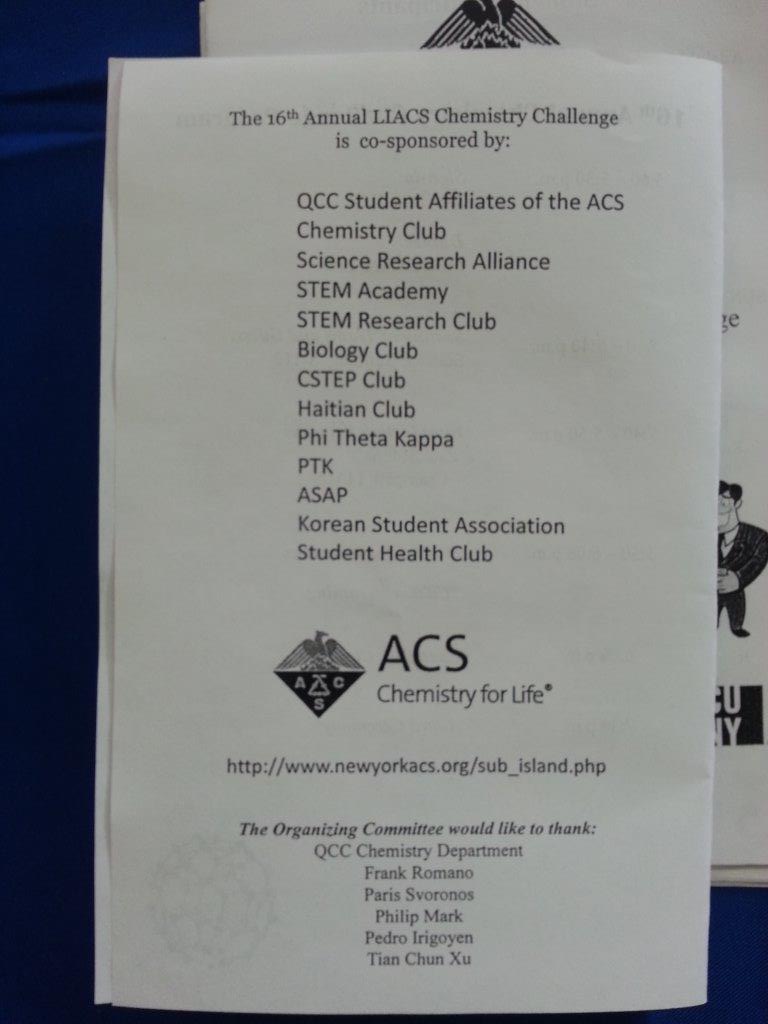 The 16th Annual LIACS Chemistry Challenge
is co-sponsored by:
QCC Student Affiliates of the ACS
Chemistry Club
Science Research Alliance
STEM Academy
STEM Research Club
Biology Club
CSTEP Club
Haitian Club
Phi Theta Kappa
PTK
ASAP
Korean Student Association
Student Health Club
A C
S
ACS
Chemistry for Life®
http://www.newyorkacs.org/sub_island.php
The Organizing Committee would like to thank:
QCC Chemistry Department
Frank Romano
Paris Svoronos
Philip Mark
Pedro Irigoyen
Tian Chun Xu